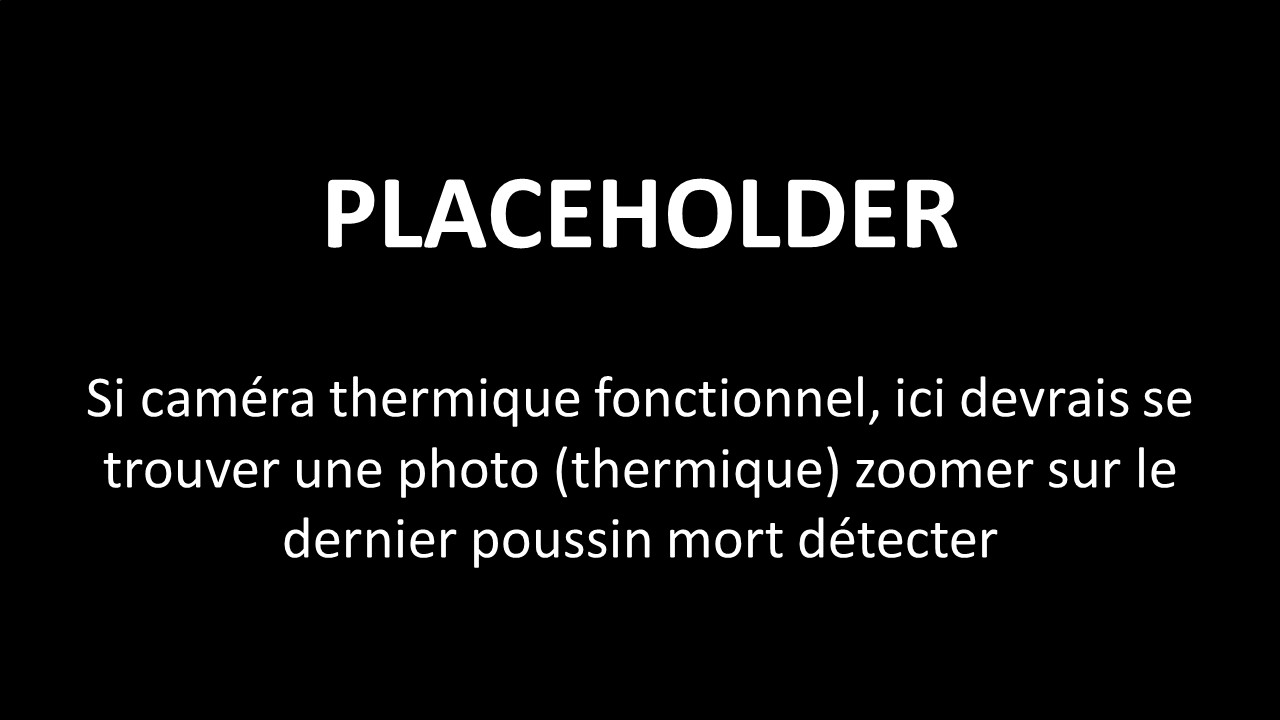 PLACEHOLDER
Si caméra thermique fonctionnel, ici devrais se
trouver une photo (thermique) zoomer sur le
dernier poussin mort détecter